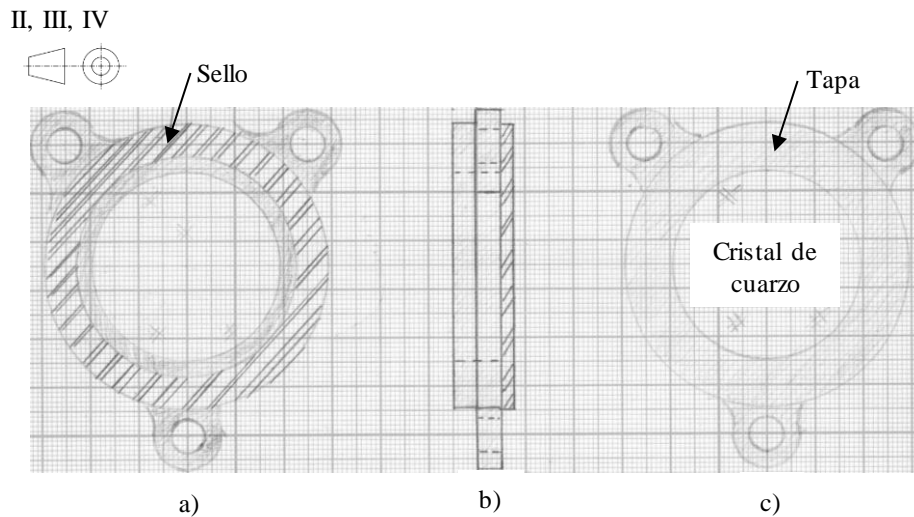 II, III, IV
Sello
Tapa
Cristal de
cuarzo
a)
b)
c)